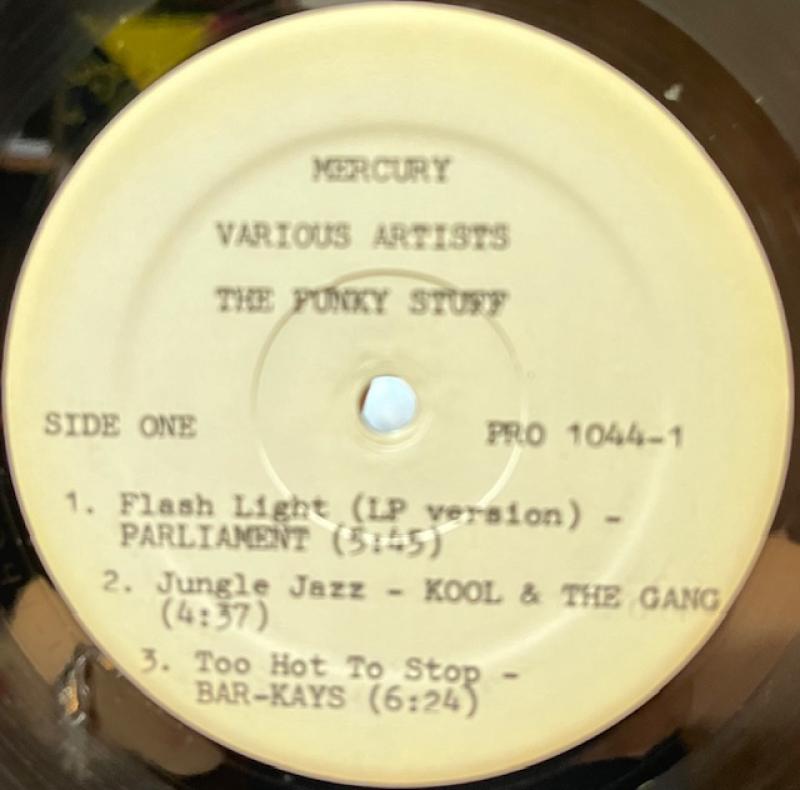 MERCURY
VARIOUS ARTISTS
THE FUNKY STUFF
SIDE ONE PRO 1044-1
1. Flash Light (LP version) -
PARLIAMENT (5:45)
2. Jungle Jazz - KOOL & THE GANG
(4:37)
3. Too Hot To Stop -
BAR-KAYS (6:24)